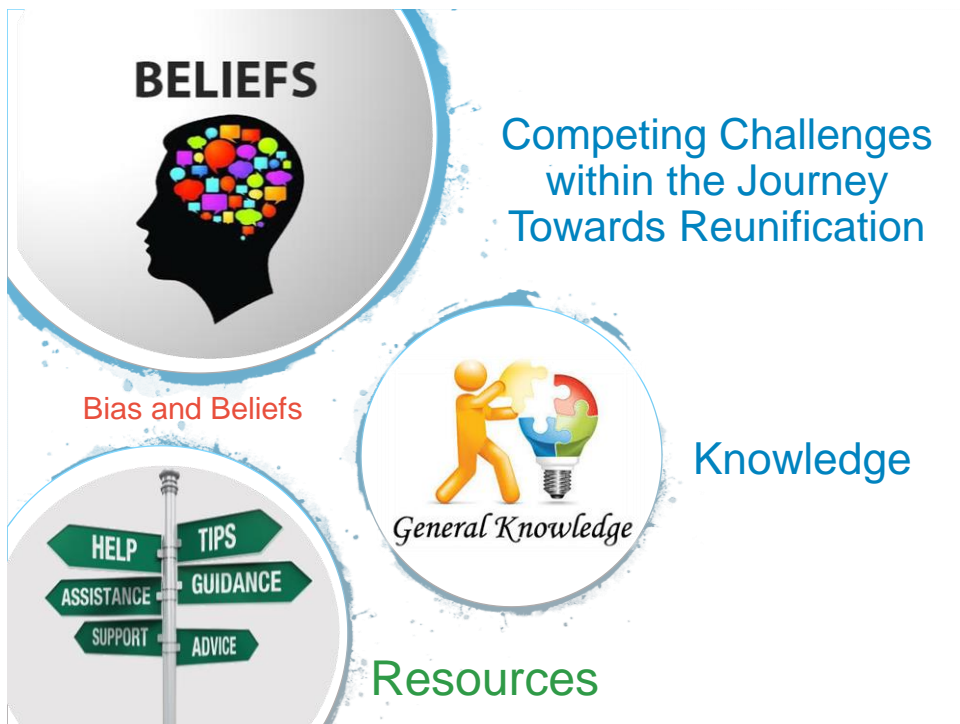 BELIEFS
Competing Challenges
within the Journey
Towards Reunification
Bias and Beliefs
General Knowledge
Knowledge
HELP
TIPS
ASSISTANCE
GUIDANCE
SUPPORT
ADVICE
Resources